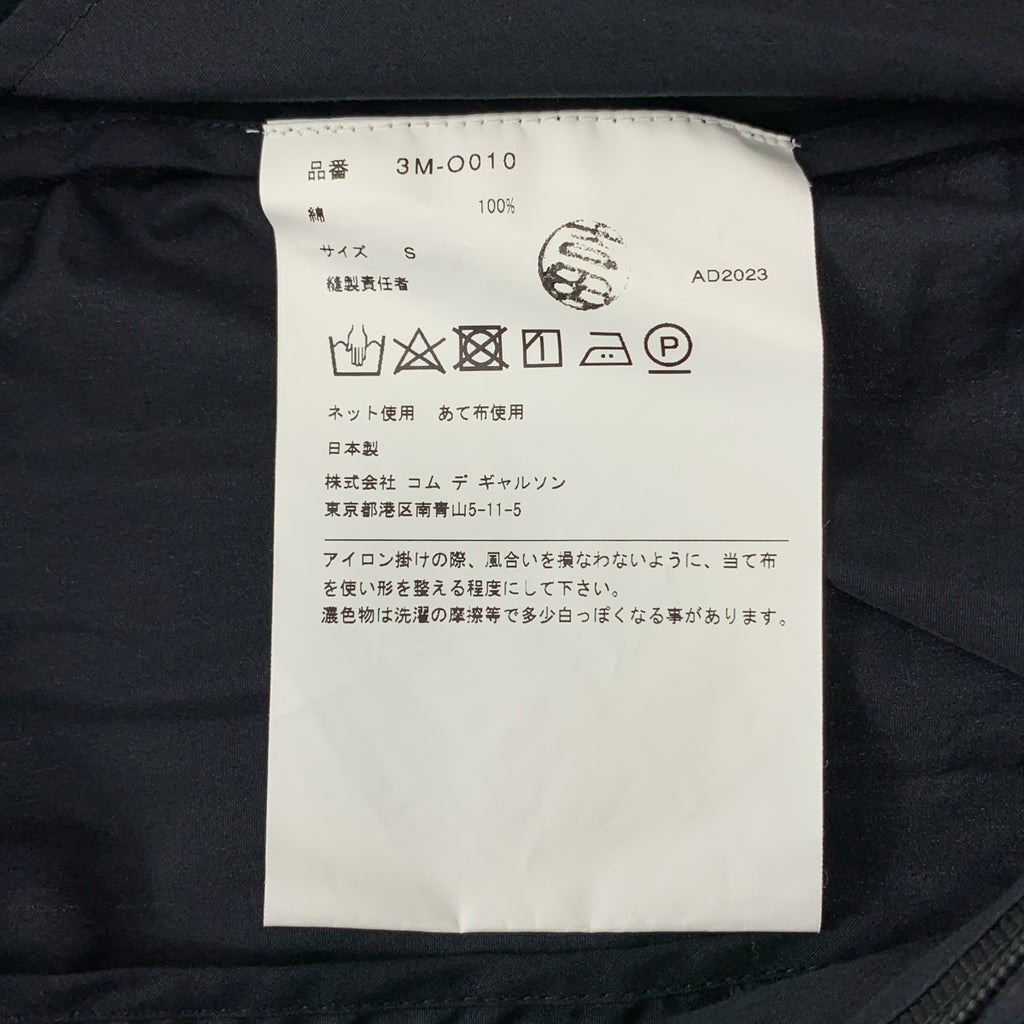 品番 3M-O010
綿 100%
サイズ S
縫製責任者
AD2023
P
ネット使用 あて布使用
日本製
株式会社 コム デ ギャルソン
東京都港区南青山5-11-5
アイロン掛けの際、風合いを損なわないように、当て布
を使い形を整える程度にして下さい。
濃色物は洗濯の摩擦等で多少白っぽくなる事があります。